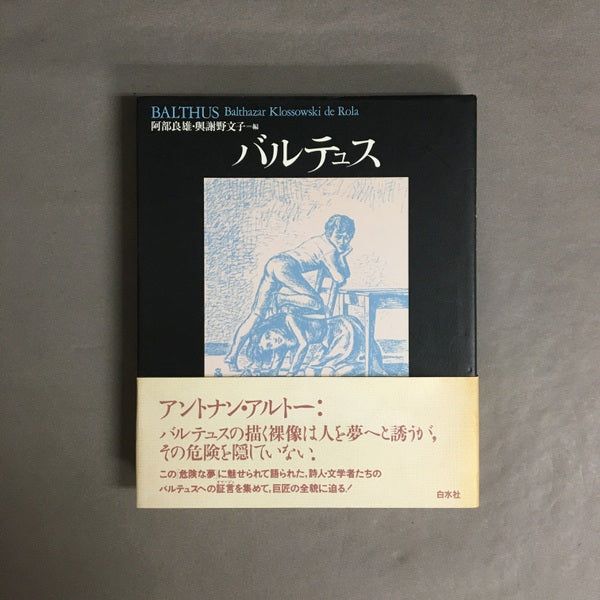 BALTHUS Balthazar Klossowski de Rola
阿部良雄・與謝野文子―編
バルテュス
アントナン・アルトー：
バルテュスの描く裸像は人を夢へと誘うが，
その危険を隠していない．
この〈危険な夢〉に魅せられて語られた，詩人・文学者たちの
バルテュスへの証言を集めて，巨匠の全貌に迫る！
白水社